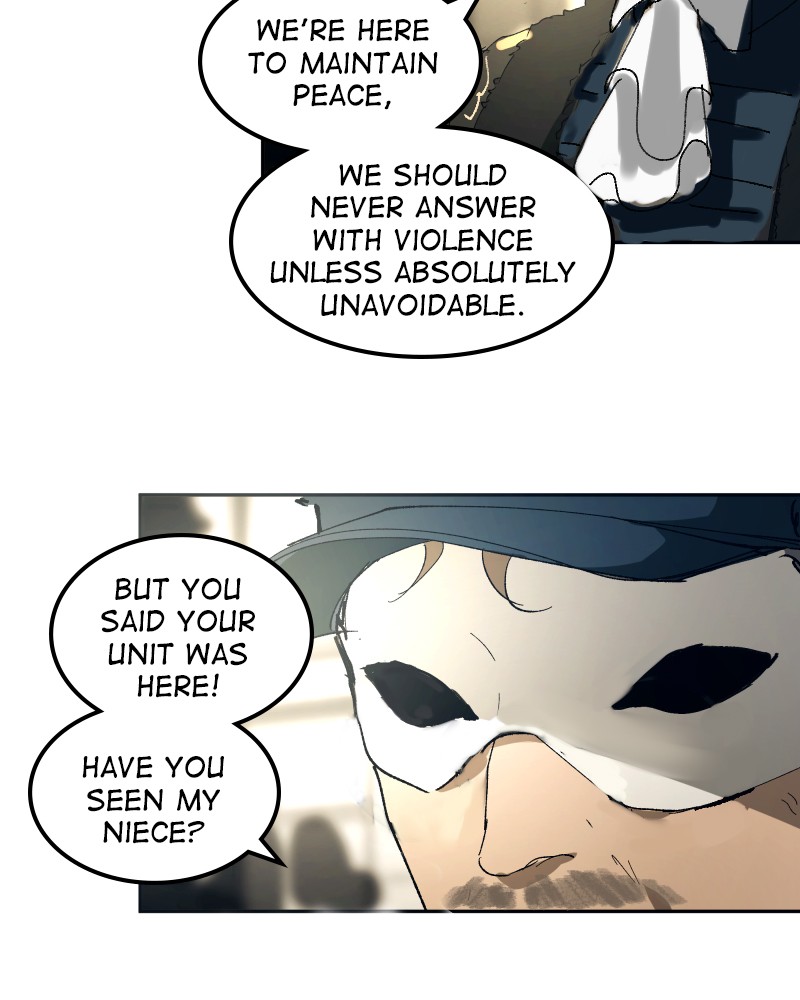 WE'RE HERE
TO MAINTAIN
PEACE,
WE SHOULD
NEVER ANSWER
WITH VIOLENCE
UNLESS ABSOLUTELY
UNAVOIDABLE.
BUT YOU
SAID YOUR
UNIT WAS
HERE!
HAVE YOU
SEEN MY
NIECE?